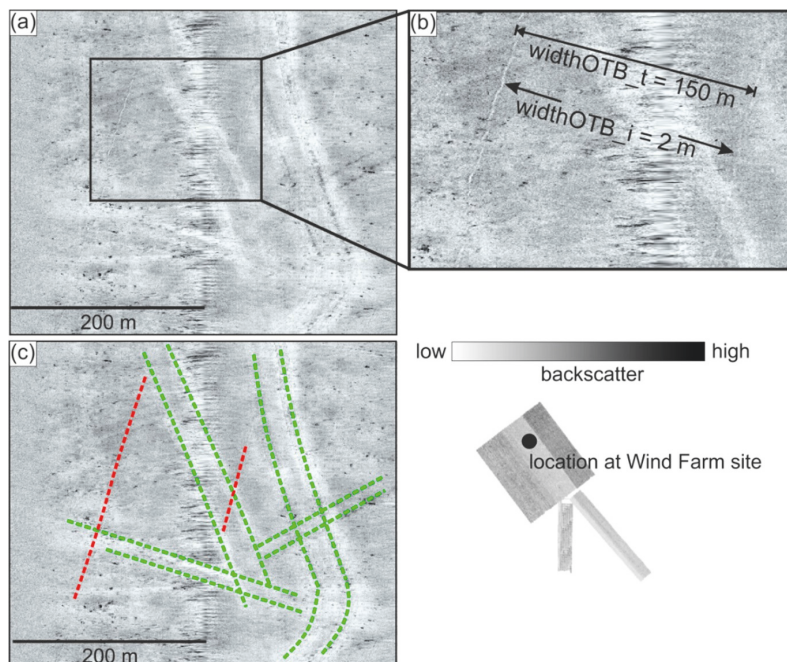 (a)
200 m
(b)
widthOTB_t = 150 m
widthOTB_i = 2 m
(c)
200 m
low
high
backscatter
location at Wind Farm site